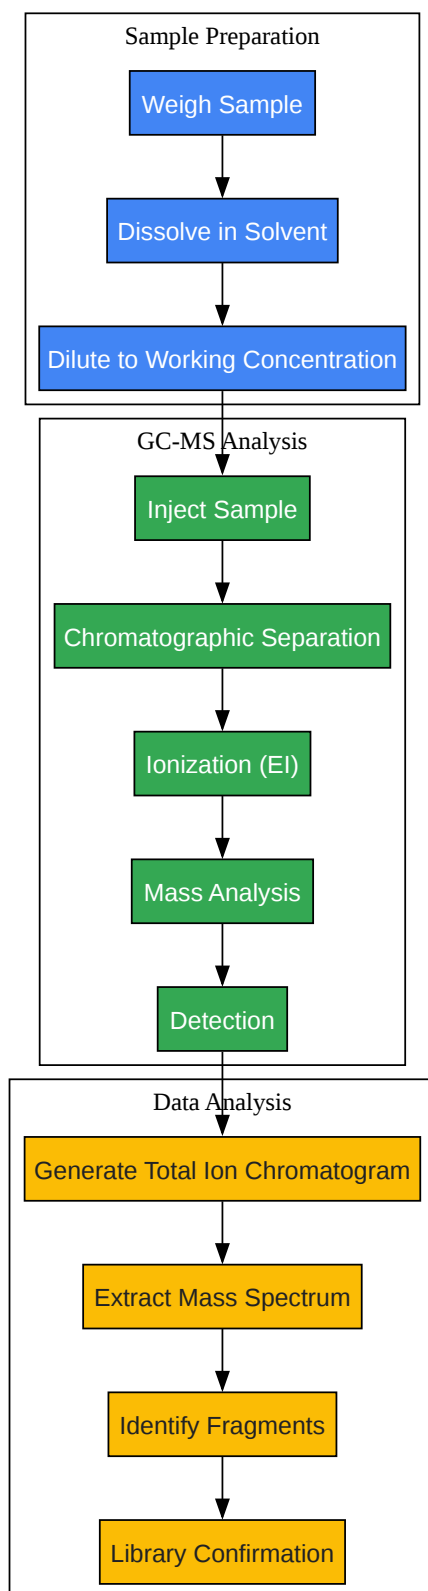 Sample Preparation
Weigh Sample
Dissolve in Solvent
Dilute to Working Concentration
GC-MS Analysis
Inject Sample
Chromatographic Separation
Ionization (EI)
Mass Analysis
Detection
Data Analysis
Generate Total Ion Chromatogram
Extract Mass Spectrum
Identify Fragments
Library Confirmation